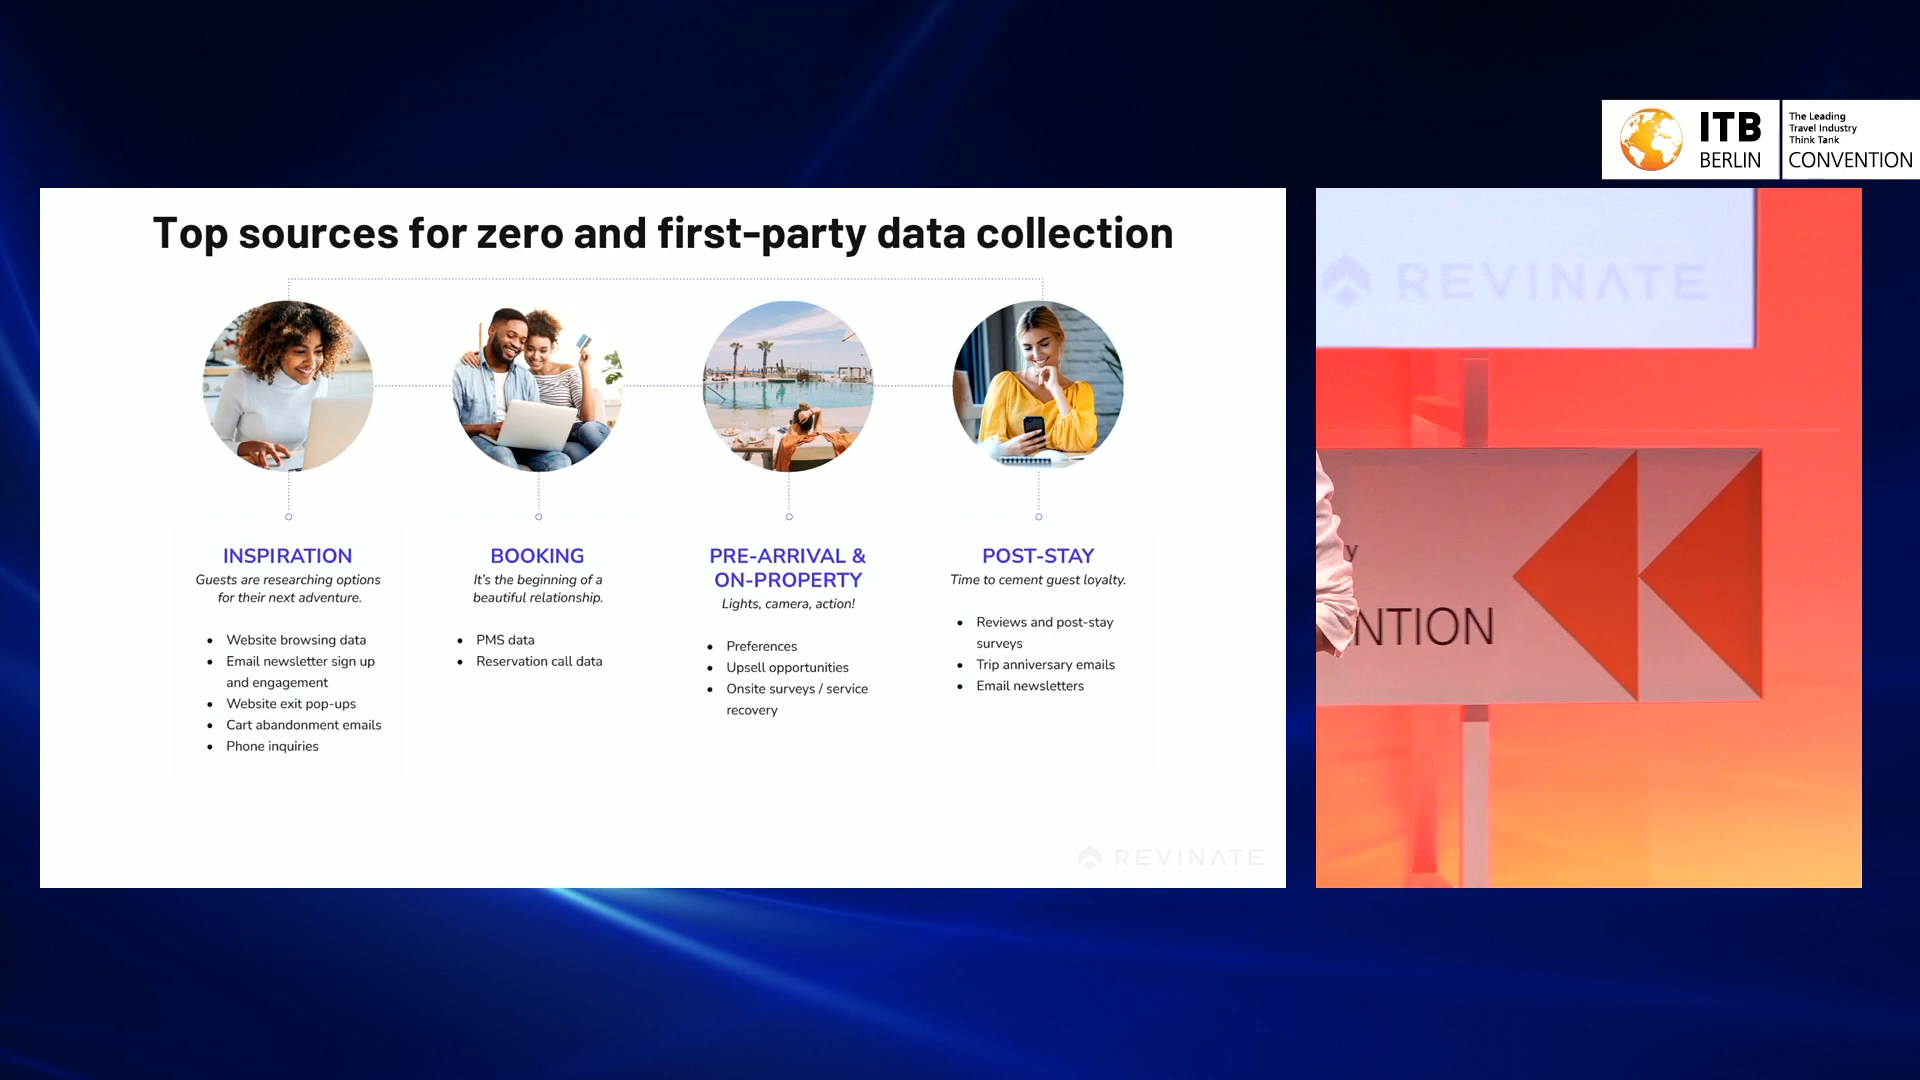 ITB
BERLIN
The Leading
Travel Industry
Think Tank
CONVENTION
Top sources for zero and first-party data collection
INSPIRATION
Guests are researching options
for their next adventure.
• Website browsing data
• Email newsletter sign up
and engagement
• Website exit pop-ups
• Cart abandonment emails
• Phone inquiries
BOOKING
It's the beginning of a
beautiful relationship.
• PMS data
• Reservation call data
PRE-ARRIVAL &
ON-PROPERTY
Lights, camera, action!
• Preferences
• Upsell opportunities
• Onsite surveys / service
recovery
POST-STAY
Time to cement guest loyalty.
• Reviews and post-stay
surveys
• Trip anniversary emails
• Email newsletters
REVINATE
REVINATE
NTION